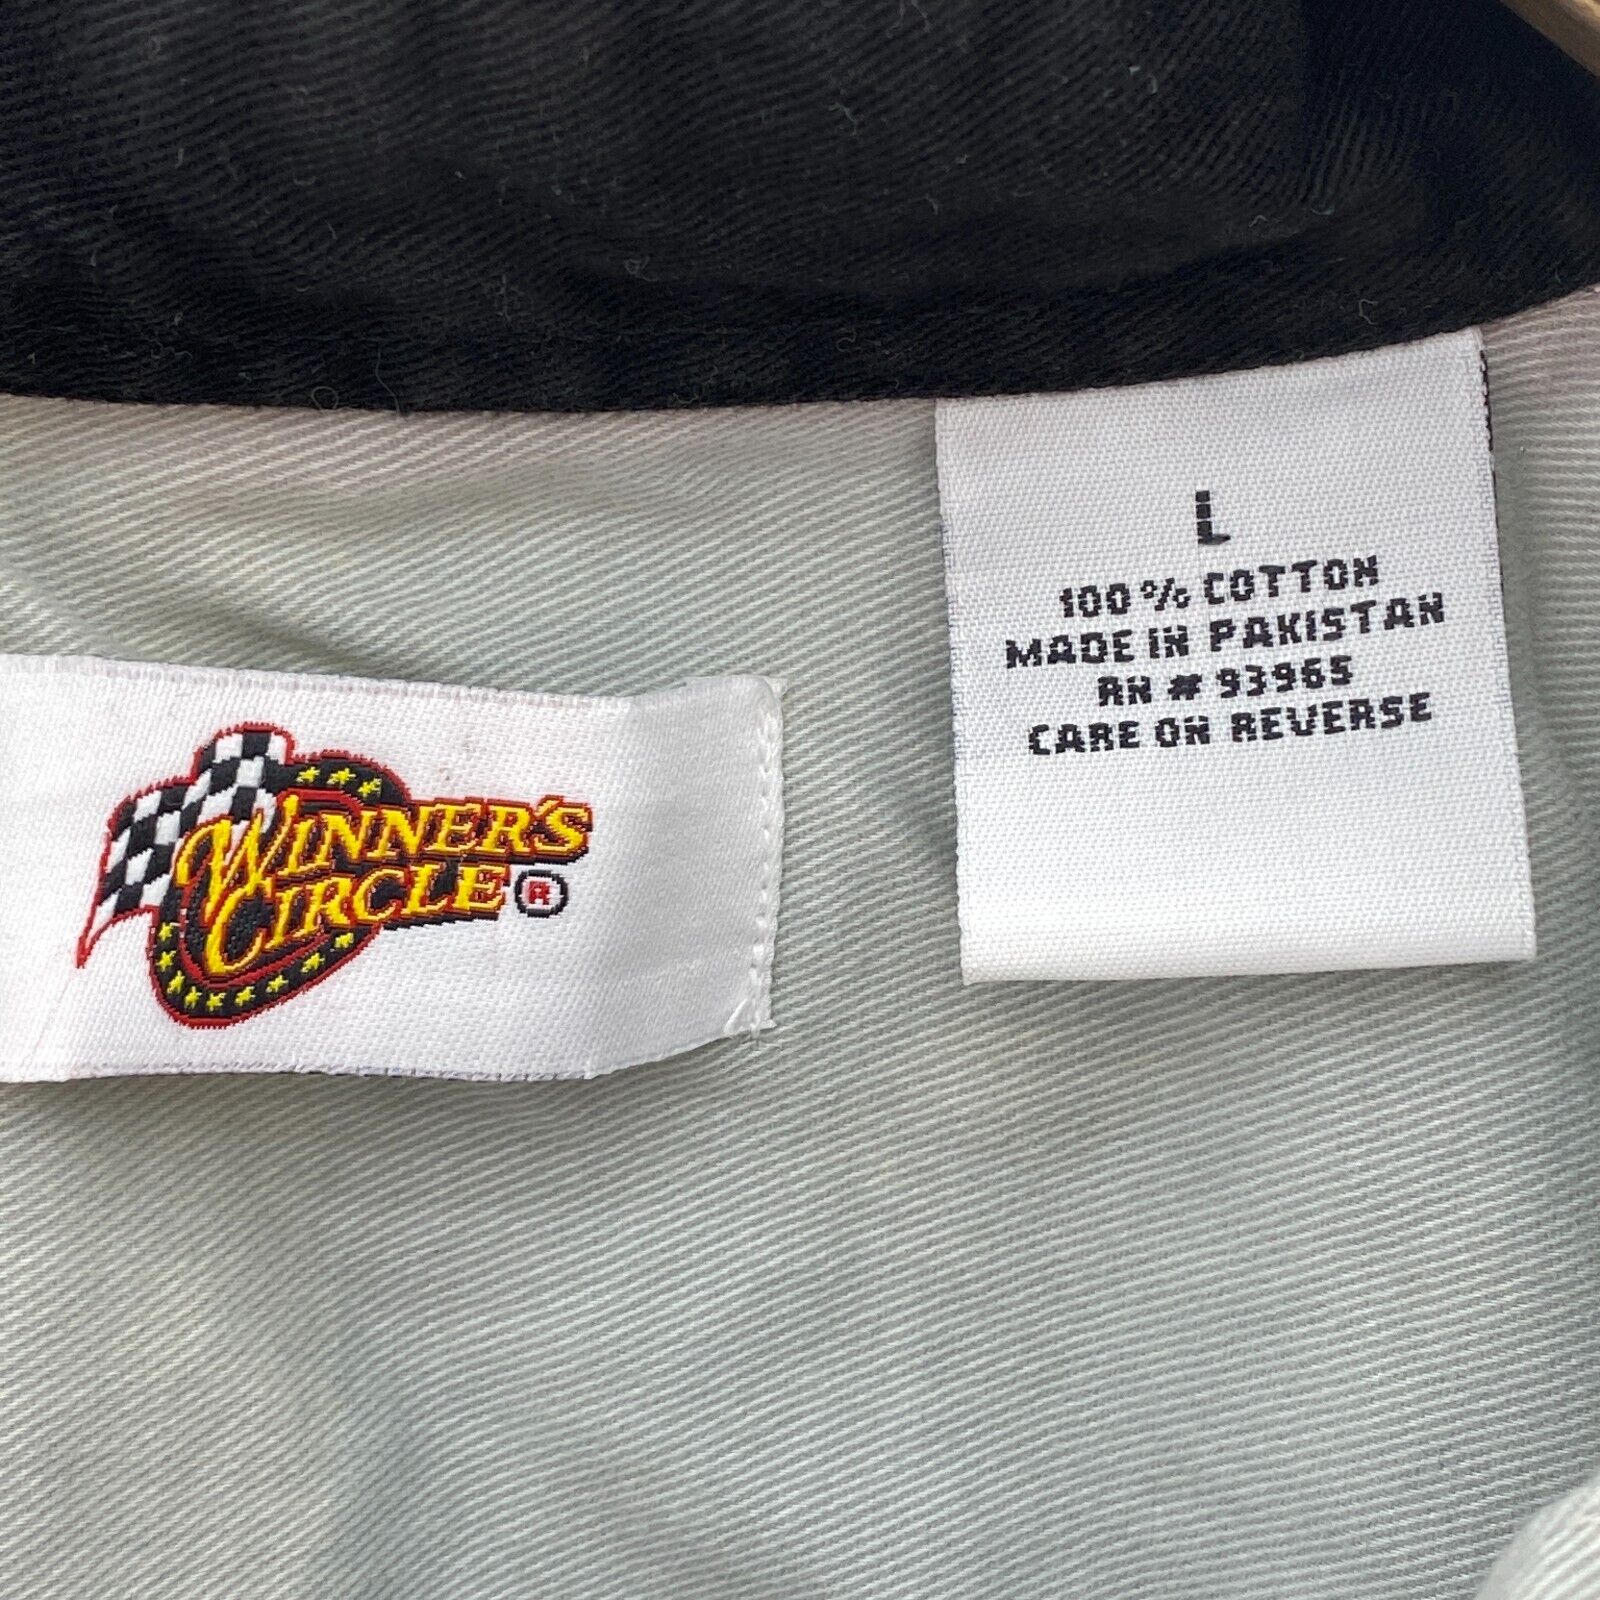 WINNER'S
CIRCLE ®
L
100% COTTON
MADE IN PAKISTAN
RN # 93965
CARE ON REVERSE